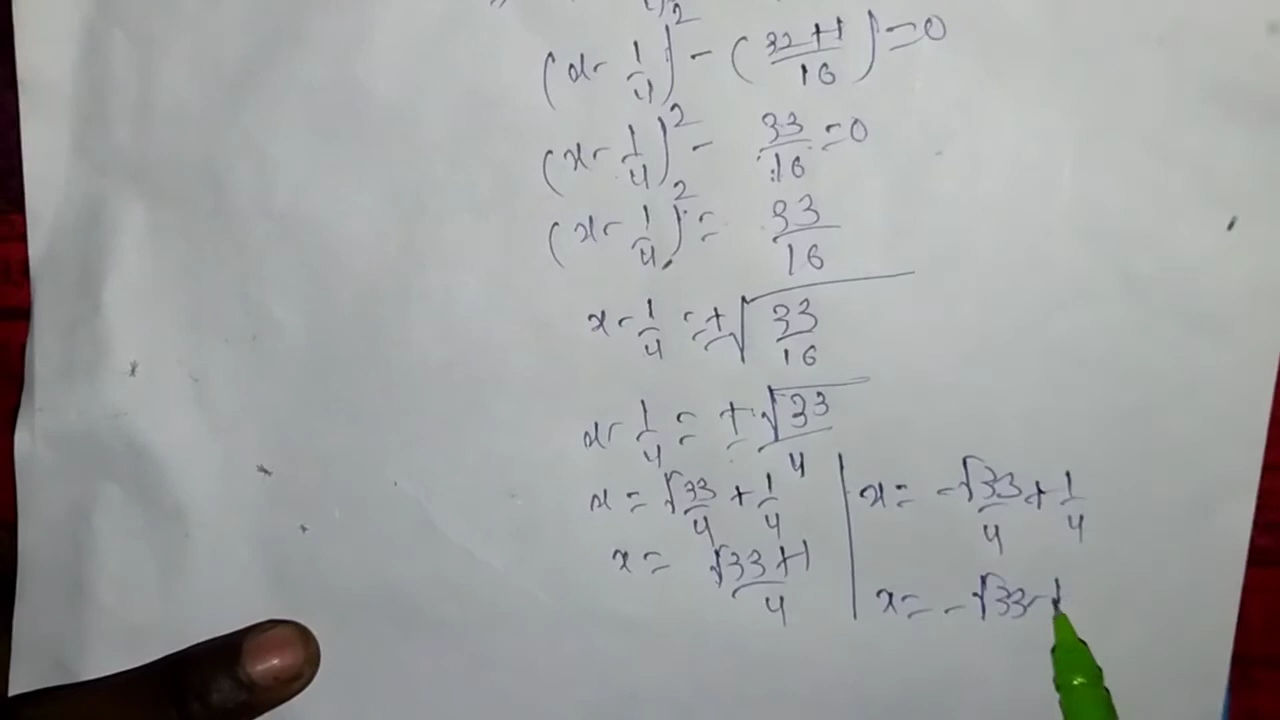 (x - 1/4)² - (32+1/16) = 0
(x - 1/4)² - 33/16 = 0
(x - 1/4)² = 33/16
x - 1/4 = ±√33/16
x - 1/4 = ±√33/4
x = √33/4 + 1/4
x = √33+1/4
x = -√33/4 + 1/4
x = -√33